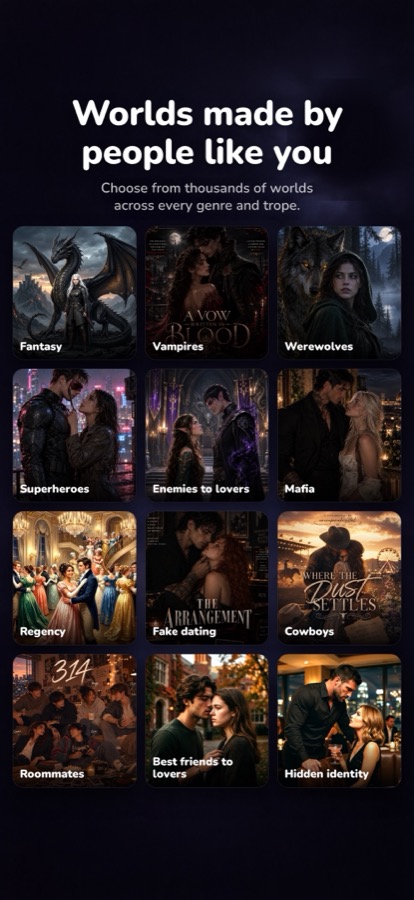 Worlds made by
people like you
Choose from thousands of worlds
across every genre and trope.
Fantasy
A VOW
BLOOD
Vampires
Werewolves
Superheroes
Enemies to lovers
Mafia
Regency
THE
ARRANGEMENT
Fake dating
WHERE THE
Dust
SETTLES
Cowboys
314
Roommates
Best friends to
lovers
Hidden identity